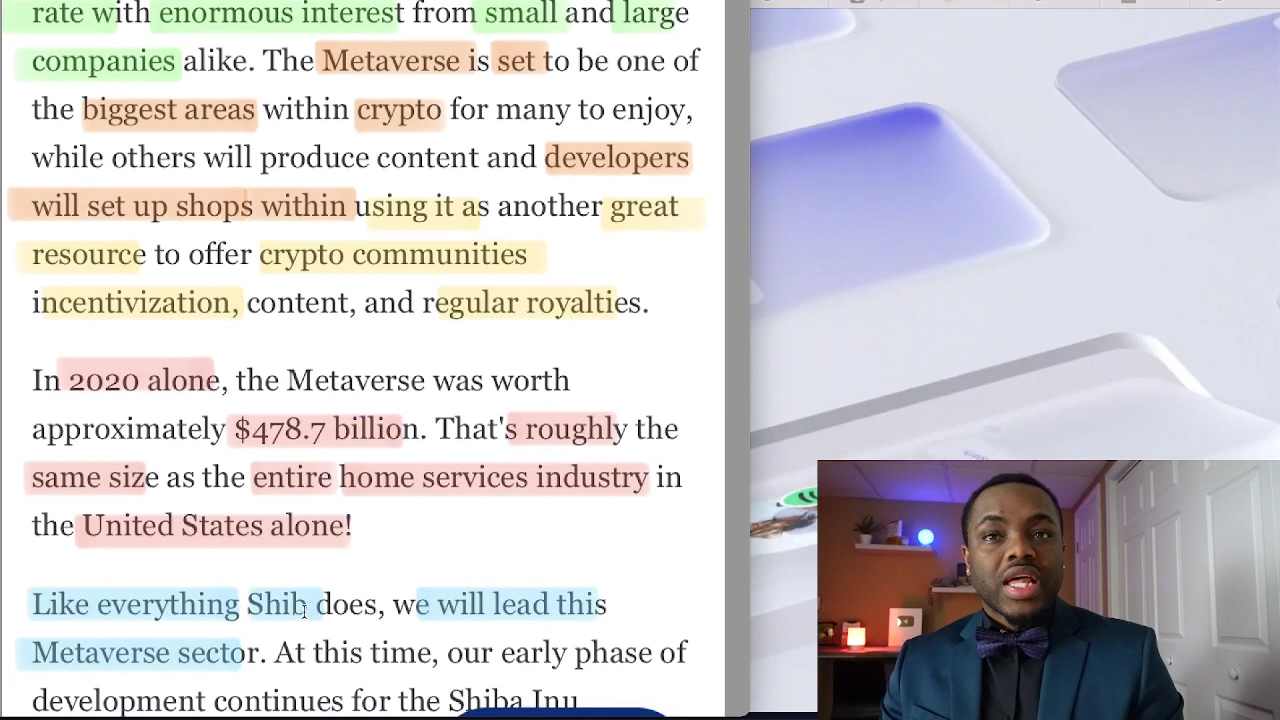 rate with enormous interest from small and large
companies alike. The Metaverse is set to be one of
the biggest areas within crypto for many to enjoy,
while others will produce content and developers
will set up shops within using it as another great
resource to offer crypto communities
incentivization, content, and regular royalties.
In 2020 alone, the Metaverse was worth
approximately $478.7 billion. That's roughly the
same size as the entire home services industry in
the United States alone!
Like everything Shib does, we will lead this
Metaverse sector. At this time, our early phase of
development continues for the Shiba Inu